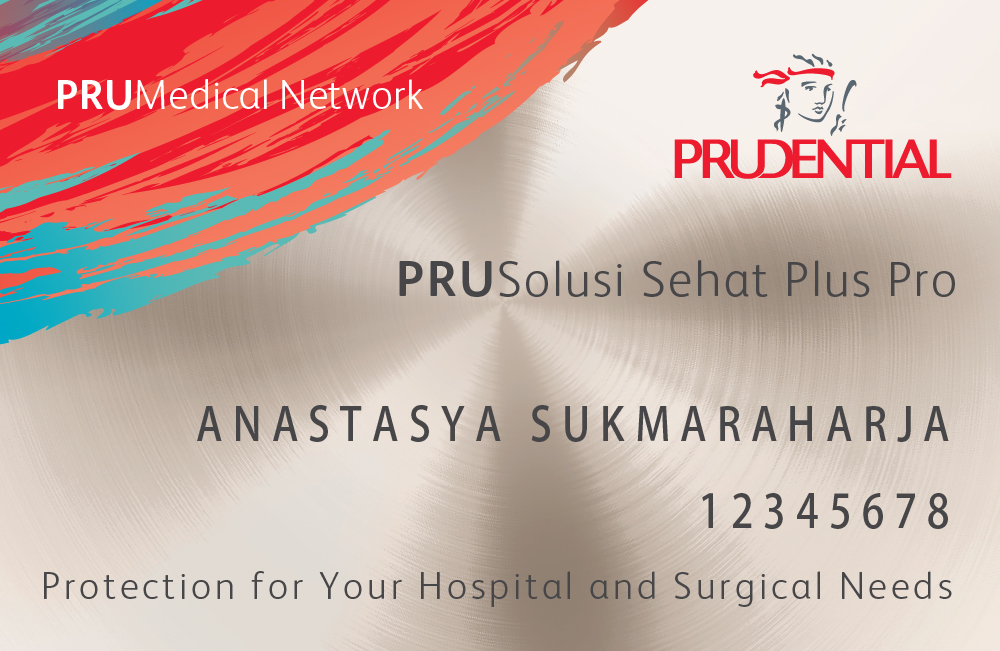 PRUMedical Network
PRUDENTIAL
PRUSolusi Sehat Plus Pro
ANASTASYA SUKMARAHARJA
12345678
Protection for Your Hospital and Surgical Needs